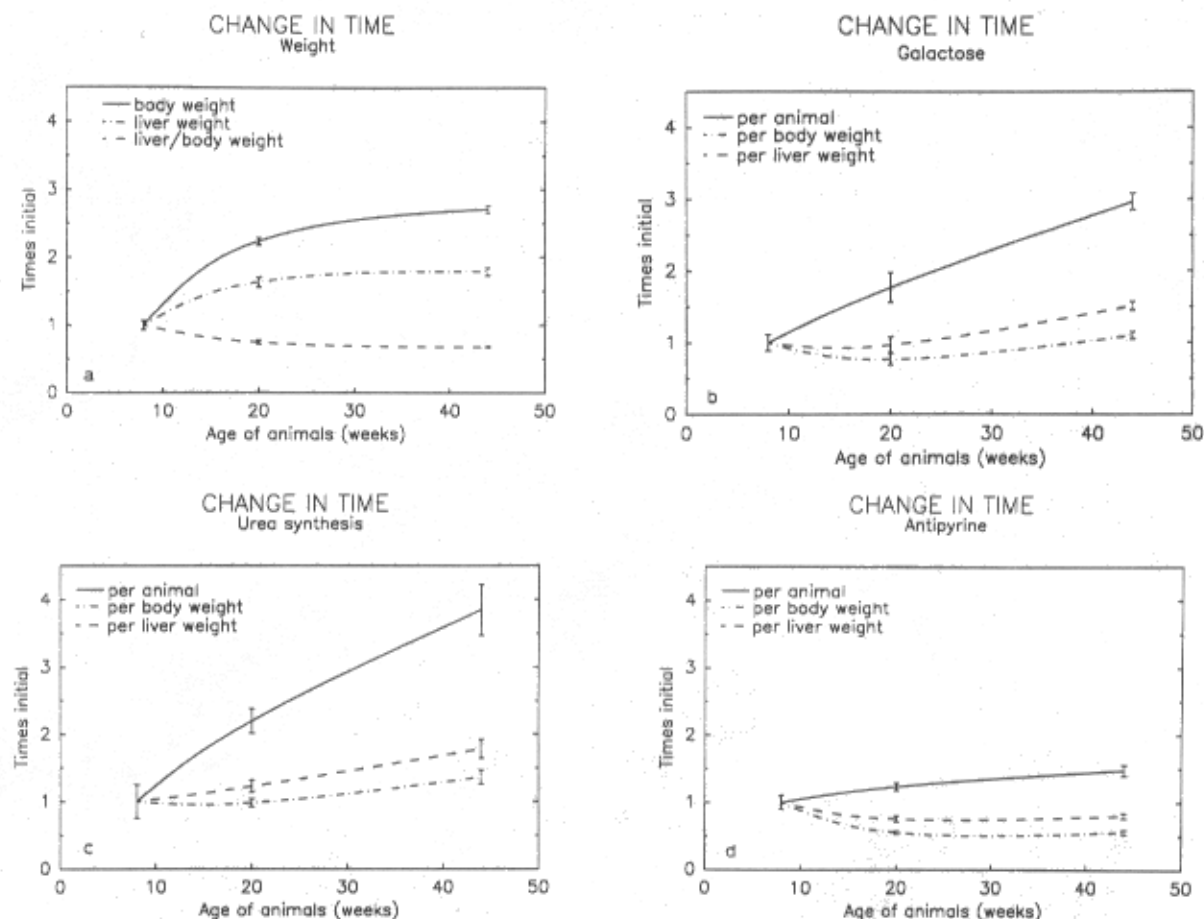 CHANGE IN TIME
Weight
body weight
liver weight
liver/body weight
Times initial
4
3
2
1
0
a
0 10 20 30 40 50
Age of animals (weeks)
CHANGE IN TIME
Galactose
per animal
per body weight
per liver weight
Times initial
4
3
2
1
0
b
0 10 20 30 40 50
Age of animals (weeks)
CHANGE IN TIME
Urea synthesis
per animal
per body weight
per liver weight
Times initial
4
3
2
1
0
c
0 10 20 30 40 50
Age of animals (weeks)
CHANGE IN TIME
Antipyrine
per animal
per body weight
per liver weight
Times initial
4
3
2
1
0
d
0 10 20 30 40 50
Age of animals (weeks)